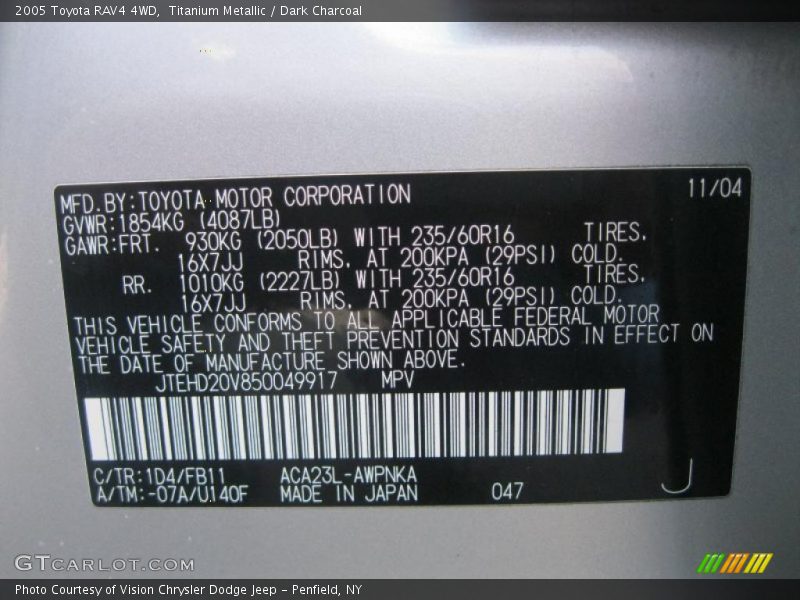 2005 Toyota RAV4 4WD, Titanium Metallic / Dark Charcoal
MFD.BY:TOYOTA MOTOR CORPORATION 11/04
GVWR:1854KG (4087LB)
GAWR:FRT. 930KG (2050LB) WITH 235/60R16 TIRES.
16X7JJ RIMS. AT 200KPA (29PSI) COLD.
RR. 1010KG (2227LB) WITH 235/60R16 TIRES.
16X7JJ RIMS. AT 200KPA (29PSI) COLD.
THIS VEHICLE CONFORMS TO ALL APPLICABLE FEDERAL MOTOR
VEHICLE SAFETY AND THEFT PREVENTION STANDARDS IN EFFECT ON
THE DATE OF MANUFACTURE SHOWN ABOVE.
JTEHD20V850049917 MPV
C/TR:1D4/FB11 ACA23L-AWPNKA
A/TM:-07A/U140F MADE IN JAPAN 047 J
GTCarLot.com
Photo Courtesy of Vision Chrysler Dodge Jeep - Penfield, NY